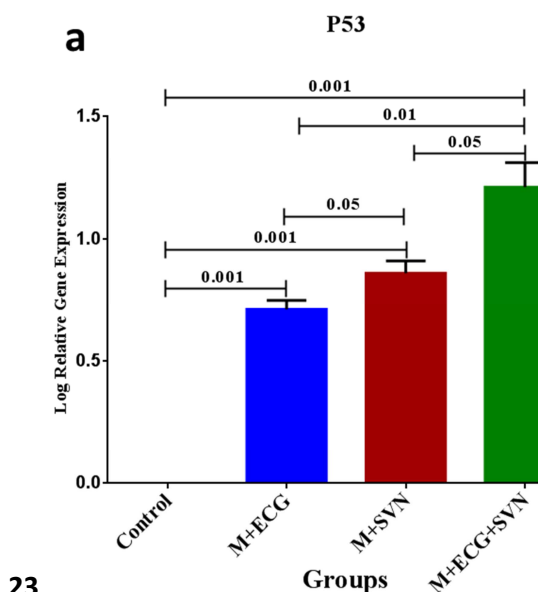 a
P53
0.001
0.01
0.05
0.05
0.001
0.001
Log Relative Gene Expression
1.5
1.0
0.5
0.0
Control
M+ECG
M+SVN
M+ECG+SVN
Groups
23